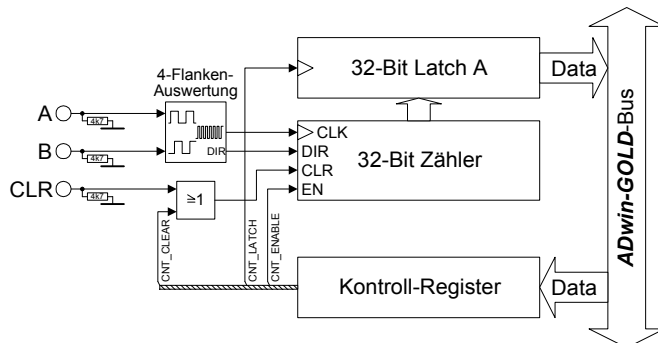 4-Flanken-
Auswertung
32-Bit Latch A
Data
A
4k7
B
4k7
DIR
CLK
DIR
CLR
EN
32-Bit Zähler
CLR
4k7
≥1
CNT_CLEAR
CNT_LATCH
CNT_ENABLE
Kontroll-Register
Data
ADwin-GOLD-Bus